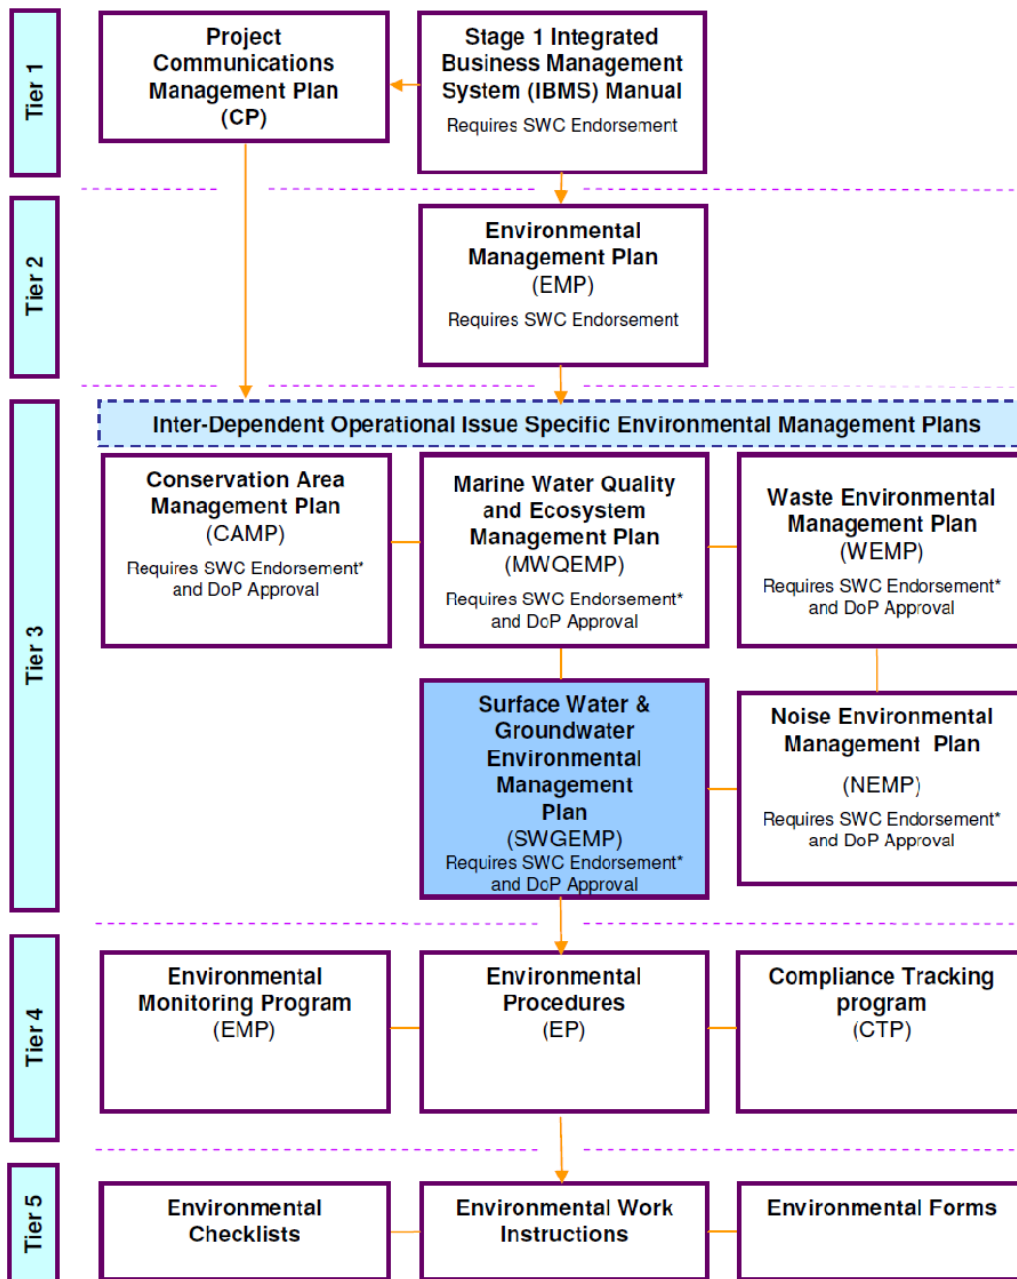 Tier 1
Project
Communications
Management Plan
(CP)
Stage 1 Integrated
Business Management
System (IBMS) Manual
Requires SWC Endorsement
Tier 2
Environmental
Management Plan
(EMP)
Requires SWC Endorsement
Tier 3
Inter-Dependent Operational Issue Specific Environmental Management Plans
Conservation Area
Management Plan
(CAMP)
Requires SWC Endorsement*
and DoP Approval
Marine Water Quality
and Ecosystem
Management Plan
(MWQEMP)
Requires SWC Endorsement*
and DoP Approval
Waste Environmental
Management Plan
(WEMP)
Requires SWC Endorsement*
and DoP Approval
Surface Water &
Groundwater
Environmental
Management
Plan
(SWGEMP)
Requires SWC Endorsement*
and DoP Approval
Noise Environmental
Management Plan
(NEMP)
Requires SWC Endorsement*
and DoP Approval
Tier 4
Environmental
Monitoring Program
(EMP)
Environmental
Procedures
(EP)
Compliance Tracking
program
(CTP)
Tier 5
Environmental
Checklists
Environmental Work
Instructions
Environmental Forms